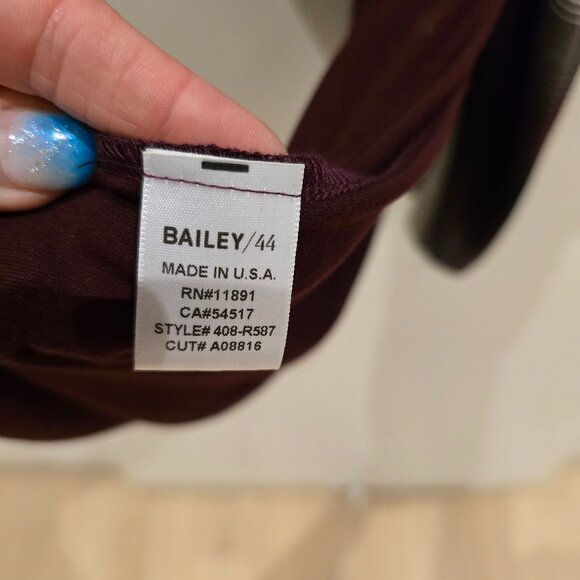 BAILEY/44
MADE IN U.S.A.
RN#11891
CA#54517
STYLE# 408-R587
CUT# A08816